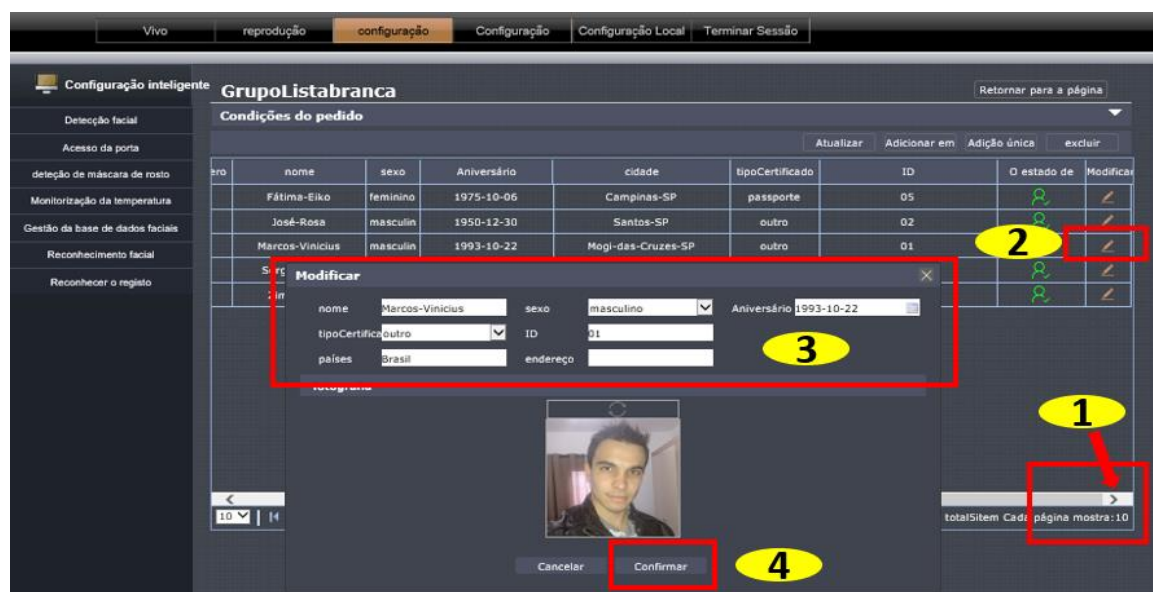 Vivo reprodução configuração Configuração Configuração Local Terminar Sessão
Configuração inteligente
GrupoListabranca
Retornar para a página
Detecção facial
Condições do pedido
Acesso da porta
Atualizar Adicionar em Adição única excluir
deteção de máscara de rosto
ero nome sexo Aniversário cidade tipoCertificado ID O estado de Modificar
Monitorização da temperatura
Fátima-Eiko feminino 1975-10-06 Campinas-SP passporte 05
Gestão da base de dados faciais
José-Rosa masculin 1950-12-30 Santos-SP outro 02
2
Reconhecimento facial
Marcos-Vinicius masculin 1993-10-22 Mogi-das-Cruzes-SP outro 01
Reconhecer o registo
Modificar
nome Marcos-Vinicius sexo masculino Aniversário 1993-10-22
tipoCertifica outro ID 01
3
países Brasil endereço
fotografia
1
10 total5item Cada página mostra:10
Cancelar Confirmar
4